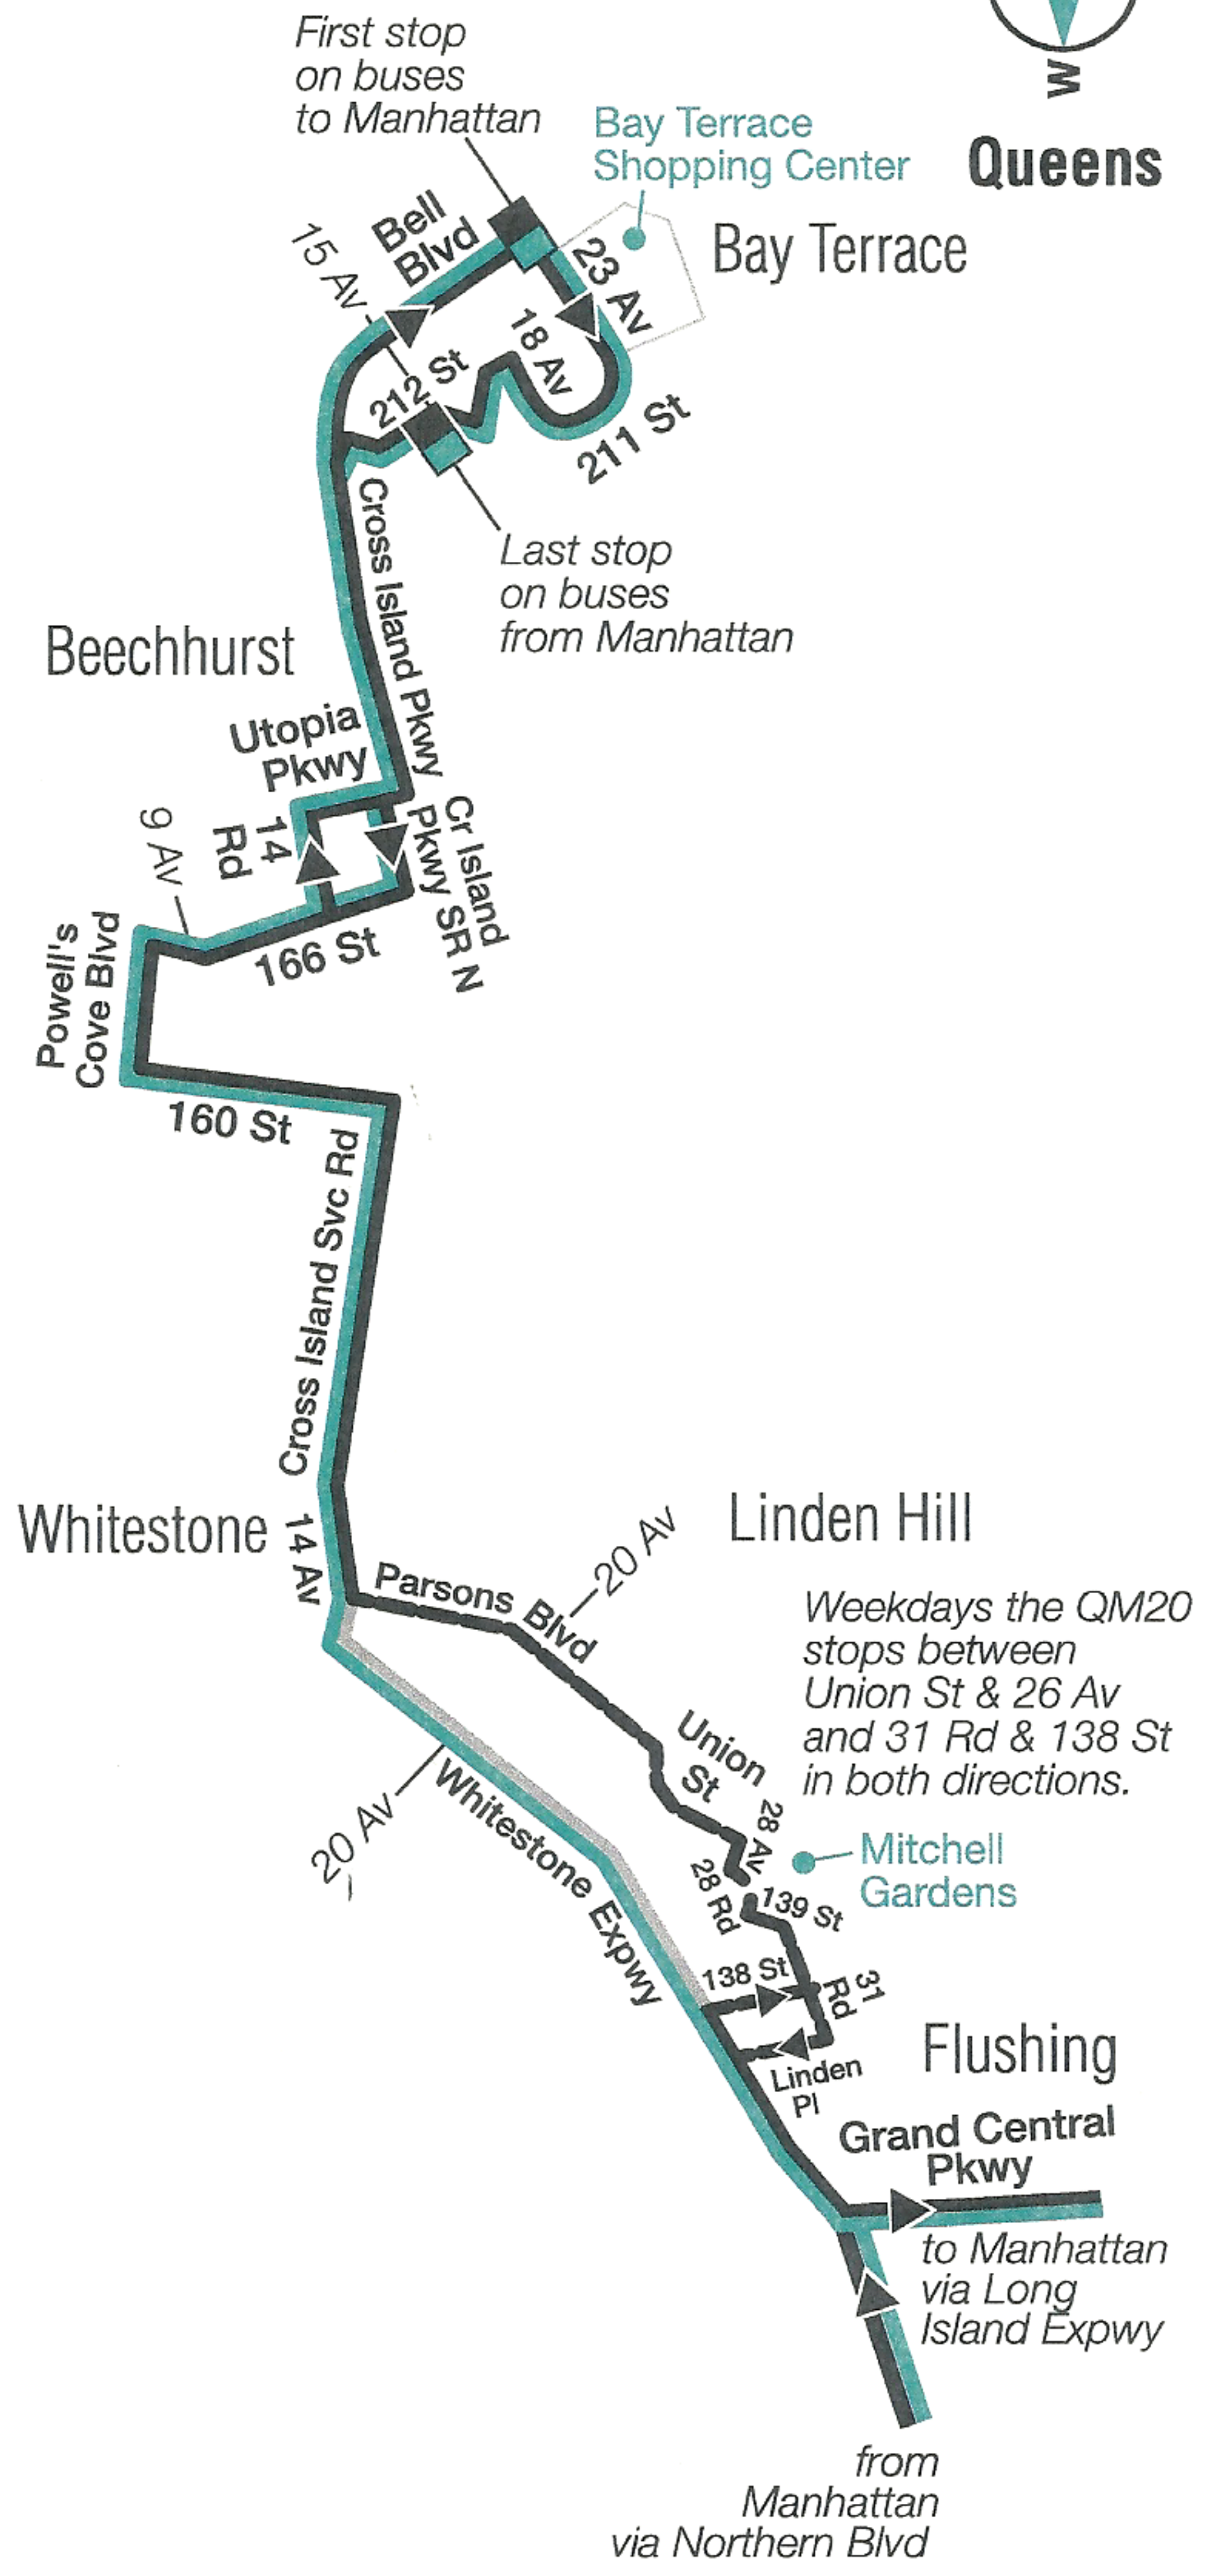 First stop
on buses
to Manhattan
W
Queens
Bay Terrace
Shopping Center
Bay Terrace
Bell
Blvd
15 Av
23 Av
18 Av
212 St
211 St
Last stop
on buses
from Manhattan
Cross Island Pkwy
Beechhurst
Utopia
Pkwy
14
Rd
9 Av
Cr Island
Pkwy SR N
166 St
Powell's
Cove Blvd
160 St
Cross Island Svc Rd
Whitestone
14 Av
Linden Hill
20 Av
Parsons Blvd
Weekdays the QM20
stops between
Union St & 26 Av
and 31 Rd & 138 St
in both directions.
Union
St
28 Av
Mitchell
Gardens
28 Rd
139 St
20 Av
Whitestone Expwy
138 St
31
Rd
Flushing
Linden
Pl
Grand Central
Pkwy
to Manhattan
via Long
Island Expwy
from
Manhattan
via Northern Blvd